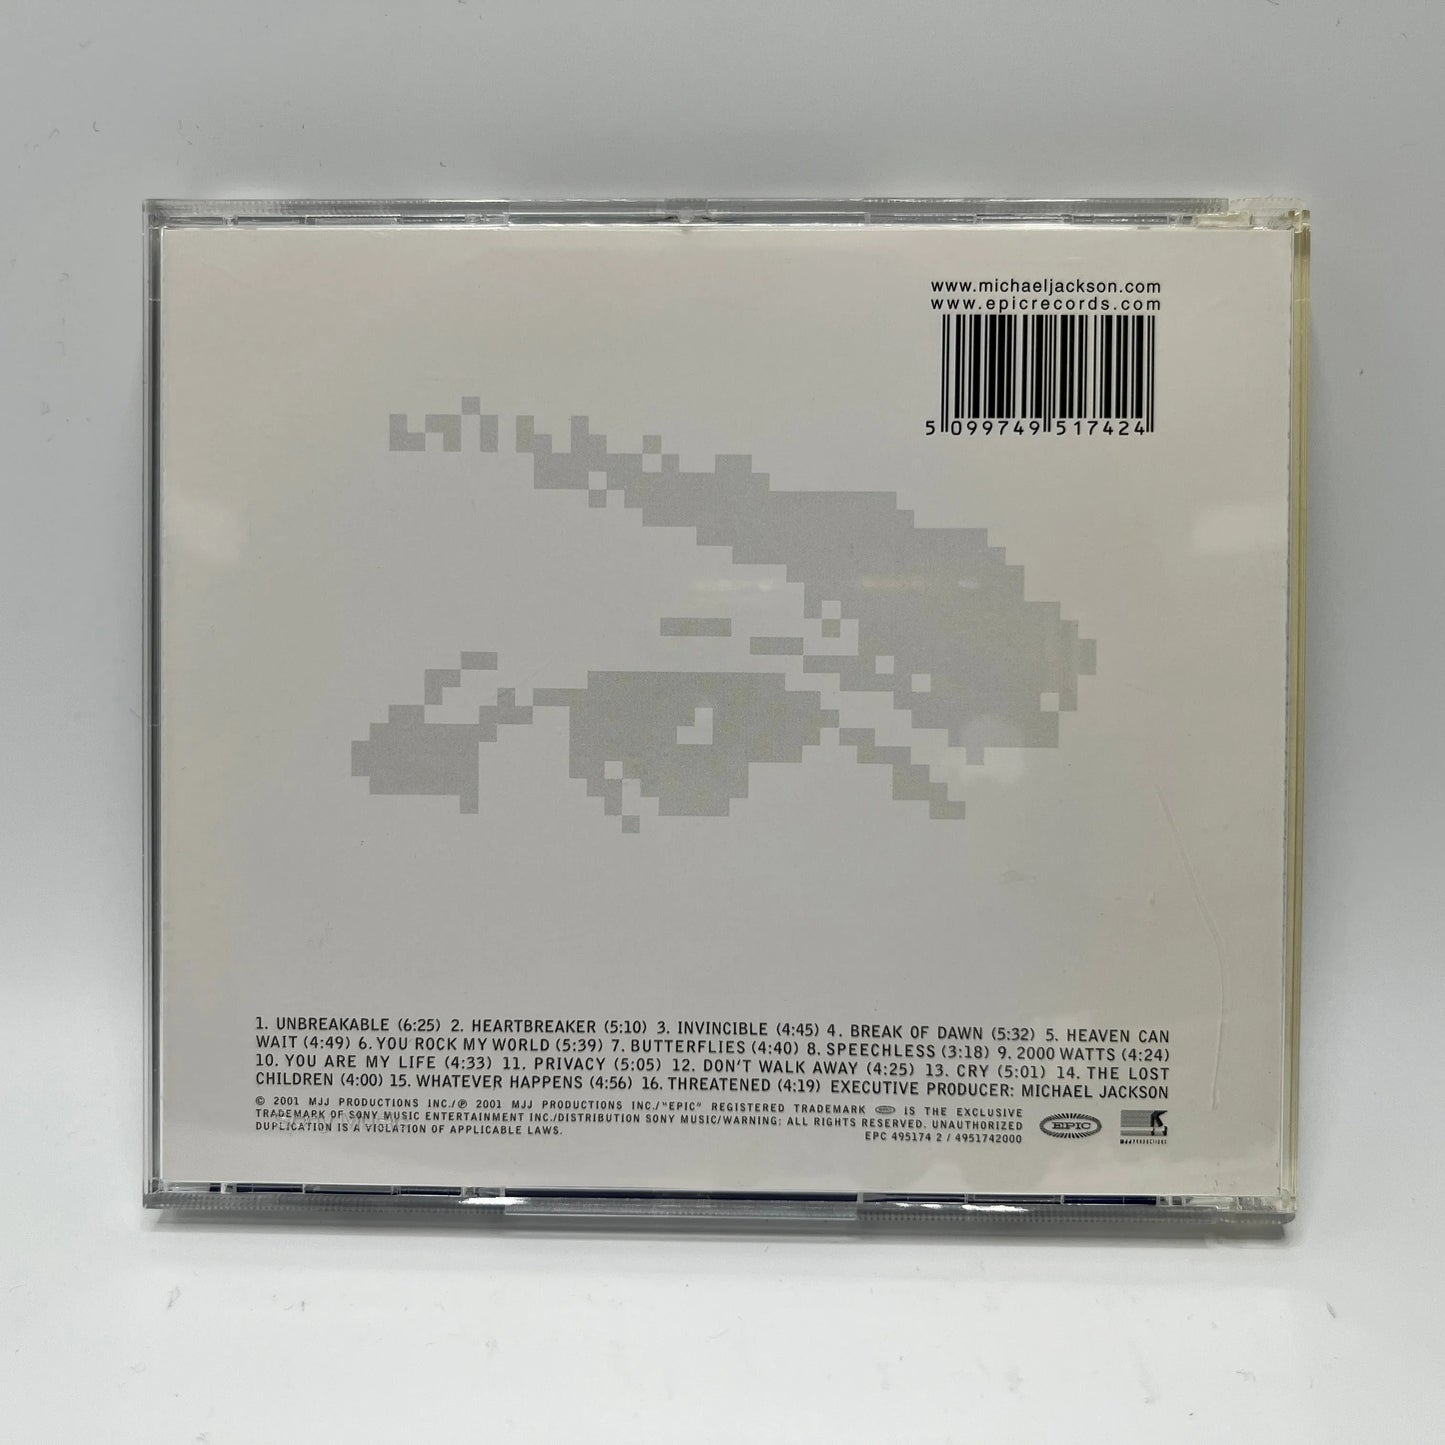 www.michaeljackson.com
www.epicrecords.com
5 099749 517424
1. UNBREAKABLE (6:25) 2. HEARTBREAKER (5:10) 3. INVINCIBLE (4:45) 4. BREAK OF DAWN (5:32) 5. HEAVEN CAN
WAIT (4:49) 6. YOU ROCK MY WORLD (5:39) 7. BUTTERFLIES (4:40) 8. SPEECHLESS (3:18) 9. 2000 WATTS (4:24)
10. YOU ARE MY LIFE (4:33) 11. PRIVACY (5:05) 12. DON'T WALK AWAY (4:25) 13. CRY (5:01) 14. THE LOST
CHILDREN (4:00) 15. WHATEVER HAPPENS (4:56) 16. THREATENED (4:19) EXECUTIVE PRODUCER: MICHAEL JACKSON
© 2001 MJJ PRODUCTIONS INC./℗ 2001 MJJ PRODUCTIONS INC./"EPIC" REGISTERED TRADEMARK EPIC IS THE EXCLUSIVE
TRADEMARK OF SONY MUSIC ENTERTAINMENT INC./DISTRIBUTION SONY MUSIC/WARNING: ALL RIGHTS RESERVED. UNAUTHORIZED
DUPLICATION IS A VIOLATION OF APPLICABLE LAWS.
EPC 495174 2 / 4951742000
EPIC
MJJ PRODUCTIONS